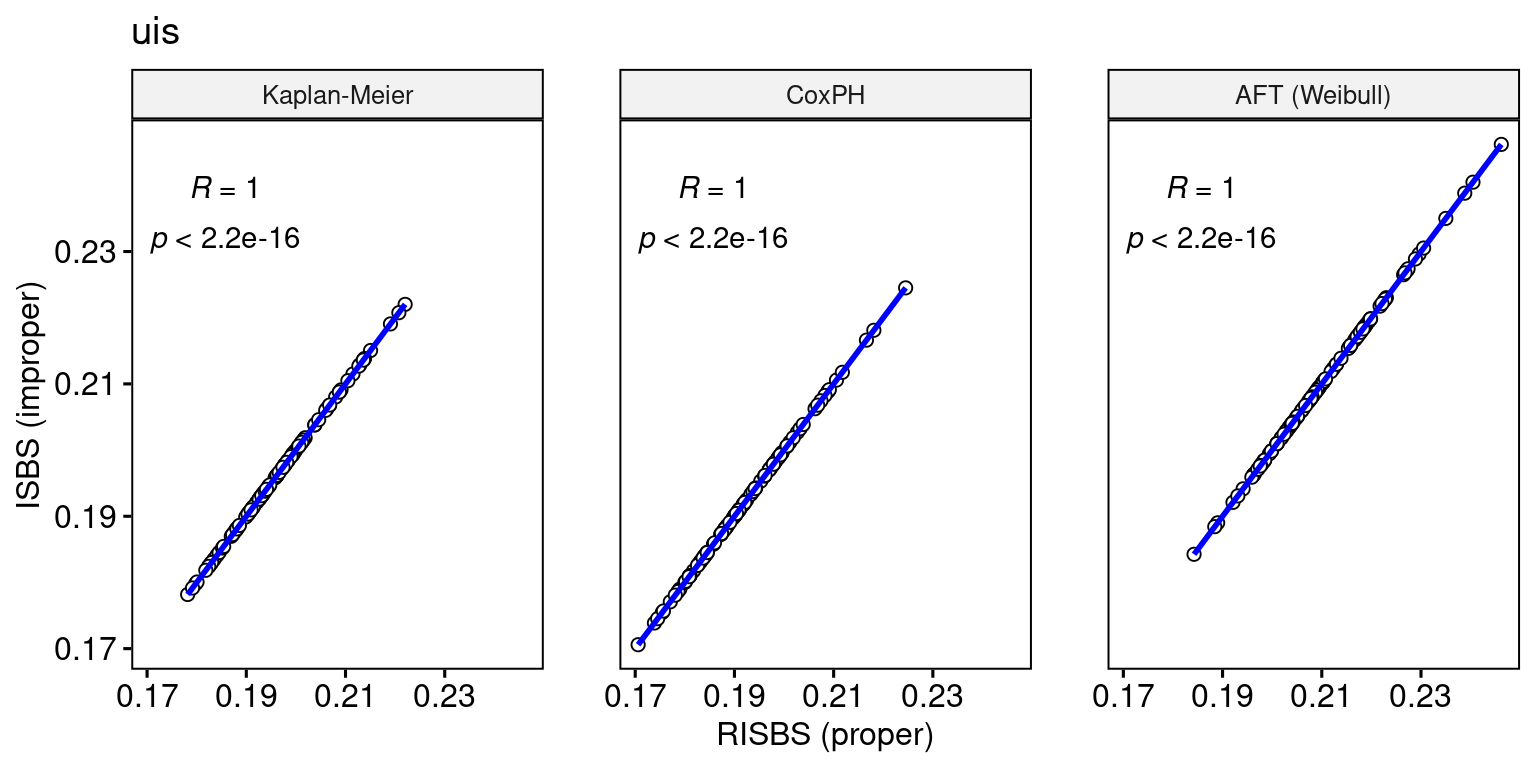 uis
Kaplan-Meier
CoxPH
AFT (Weibull)
R = 1
p < 2.2e-16
R = 1
p < 2.2e-16
R = 1
p < 2.2e-16
ISBS (improper)
0.23
0.21
0.19
0.17
0.17 0.19 0.21 0.23
0.17 0.19 0.21 0.23
0.17 0.19 0.21 0.23
RISBS (proper)